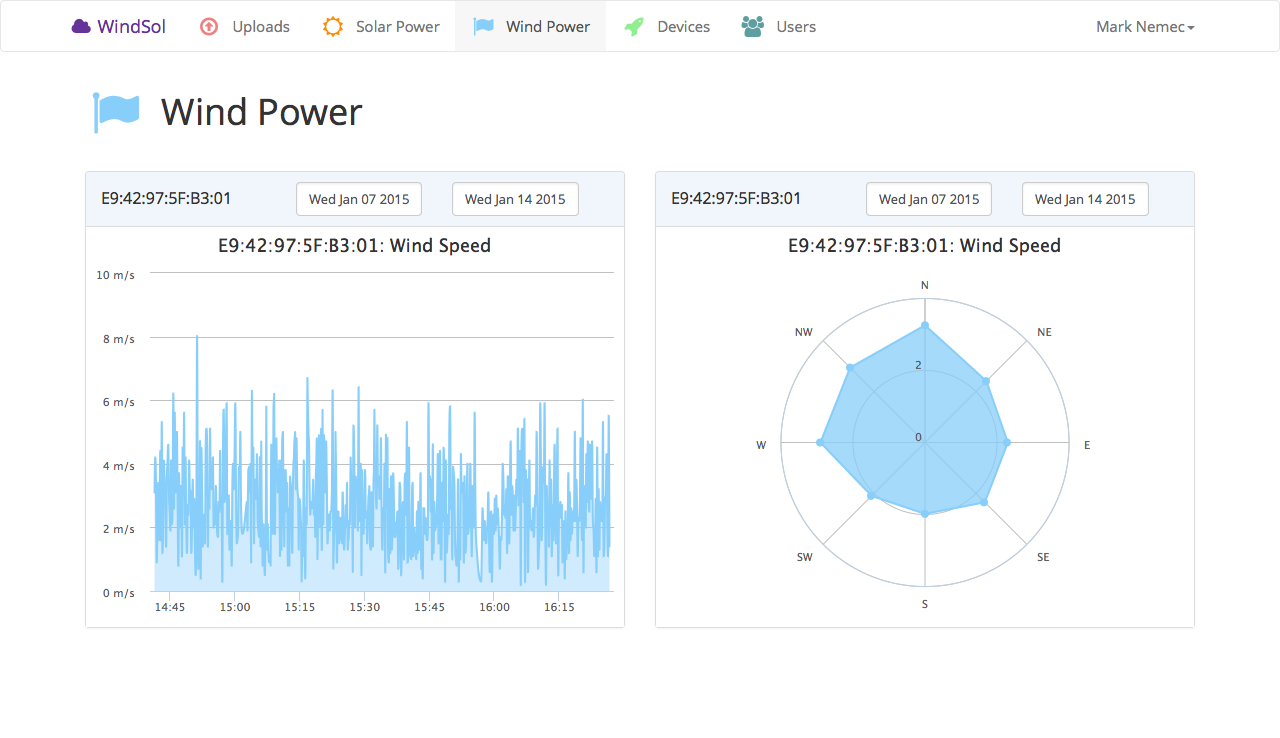 WindSol Uploads Solar Power Wind Power Devices Users Mark Nemec
Wind Power
E9:42:97:5F:B3:01 Wed Jan 07 2015 Wed Jan 14 2015
E9:42:97:5F:B3:01: Wind Speed
10 m/s
8 m/s
6 m/s
4 m/s
2 m/s
0 m/s
14:45 15:00 15:15 15:30 15:45 16:00 16:15
E9:42:97:5F:B3:01 Wed Jan 07 2015 Wed Jan 14 2015
E9:42:97:5F:B3:01: Wind Speed
N
NW NE
2
W 0 E
SW SE
S